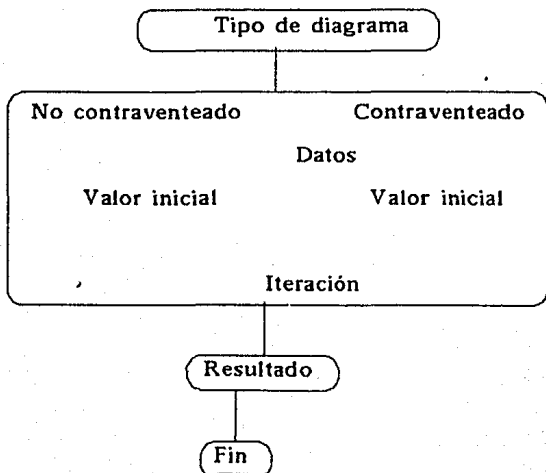 Tipo de diagrama
No contraventeado Contraventeado
Datos
Valor inicial Valor inicial
Iteración
Resultado
Fin